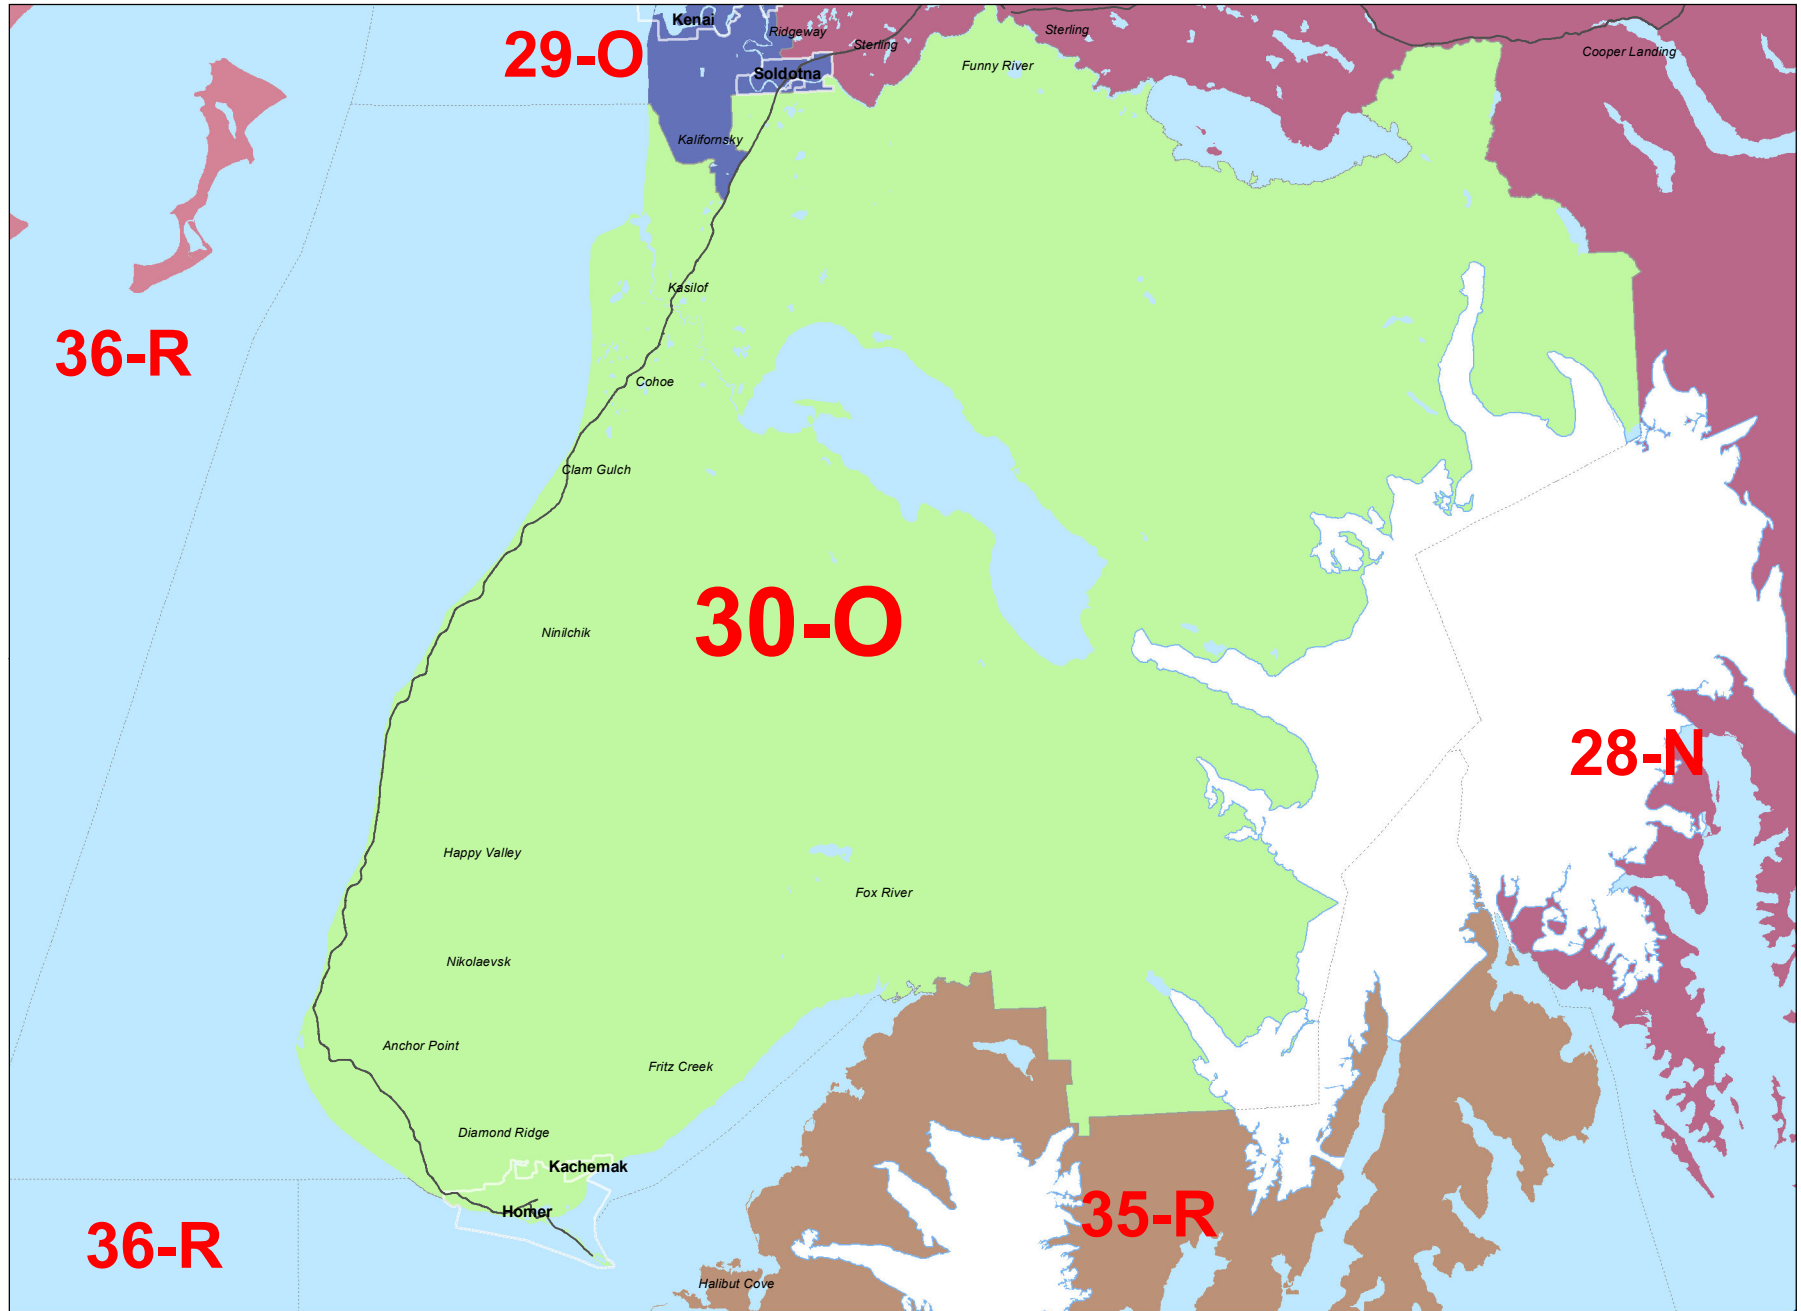 Kenai
29-O
Ridgeway
Sterling
Sterling
Cooper Landing
Funny River
Soldotna
Kalifornsky
Kasilof
36-R
Cohoe
Clam Gulch
30-O
Ninilchik
28-N
Happy Valley
Fox River
Nikolaevsk
Anchor Point
Fritz Creek
Diamond Ridge
Kachemak
Homer
35-R
36-R
Halibut Cove